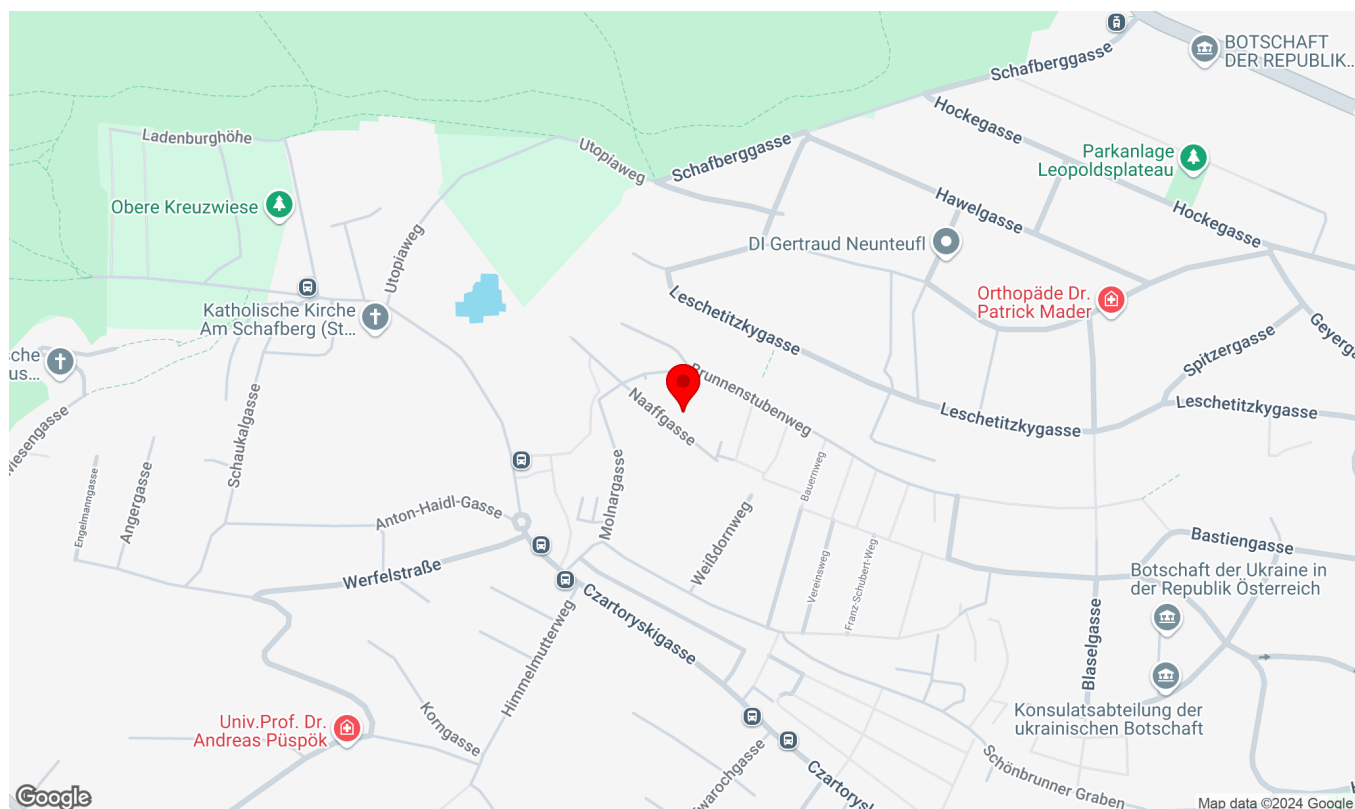 BOTSCHAFT
DER REPUBLIK...
Schafberggasse
Hockegasse
Ladenburghöhe
Utopiaweg
Schafberggasse
Parkanlage
Leopoldsplateau
Obere Kreuzwiese
Hawelgasse
Hockegasse
Utopiaweg
DI Gertraud Neunteufl
Katholische Kirche
Am Schafberg (St...
Leschetitzkygasse
Orthopäde Dr.
Patrick Mader
Spitzergasse
sche
us...
Brunnenstubenweg
Naaffgasse
Leschetitzkygasse
Leschetitzkygasse
Schaukalgasse
wiesengasse
Engelmanngasse
Angergasse
Molnargasse
Bauernweg
Anton-Haidl-Gasse
Weißdornweg
Vereinsweg
Franz-Schubert-Weg
Bastiengasse
Werfelstraße
Botschaft der Ukraine in
der Republik Österreich
Czartoryskigasse
Himmelmutterweg
Blaselgasse
Korngasse
Univ.Prof. Dr.
Andreas Püspök
Konsulatsabteilung der
ukrainischen Botschaft
Schönbrunner Graben
Google
Map data ©2024 Google